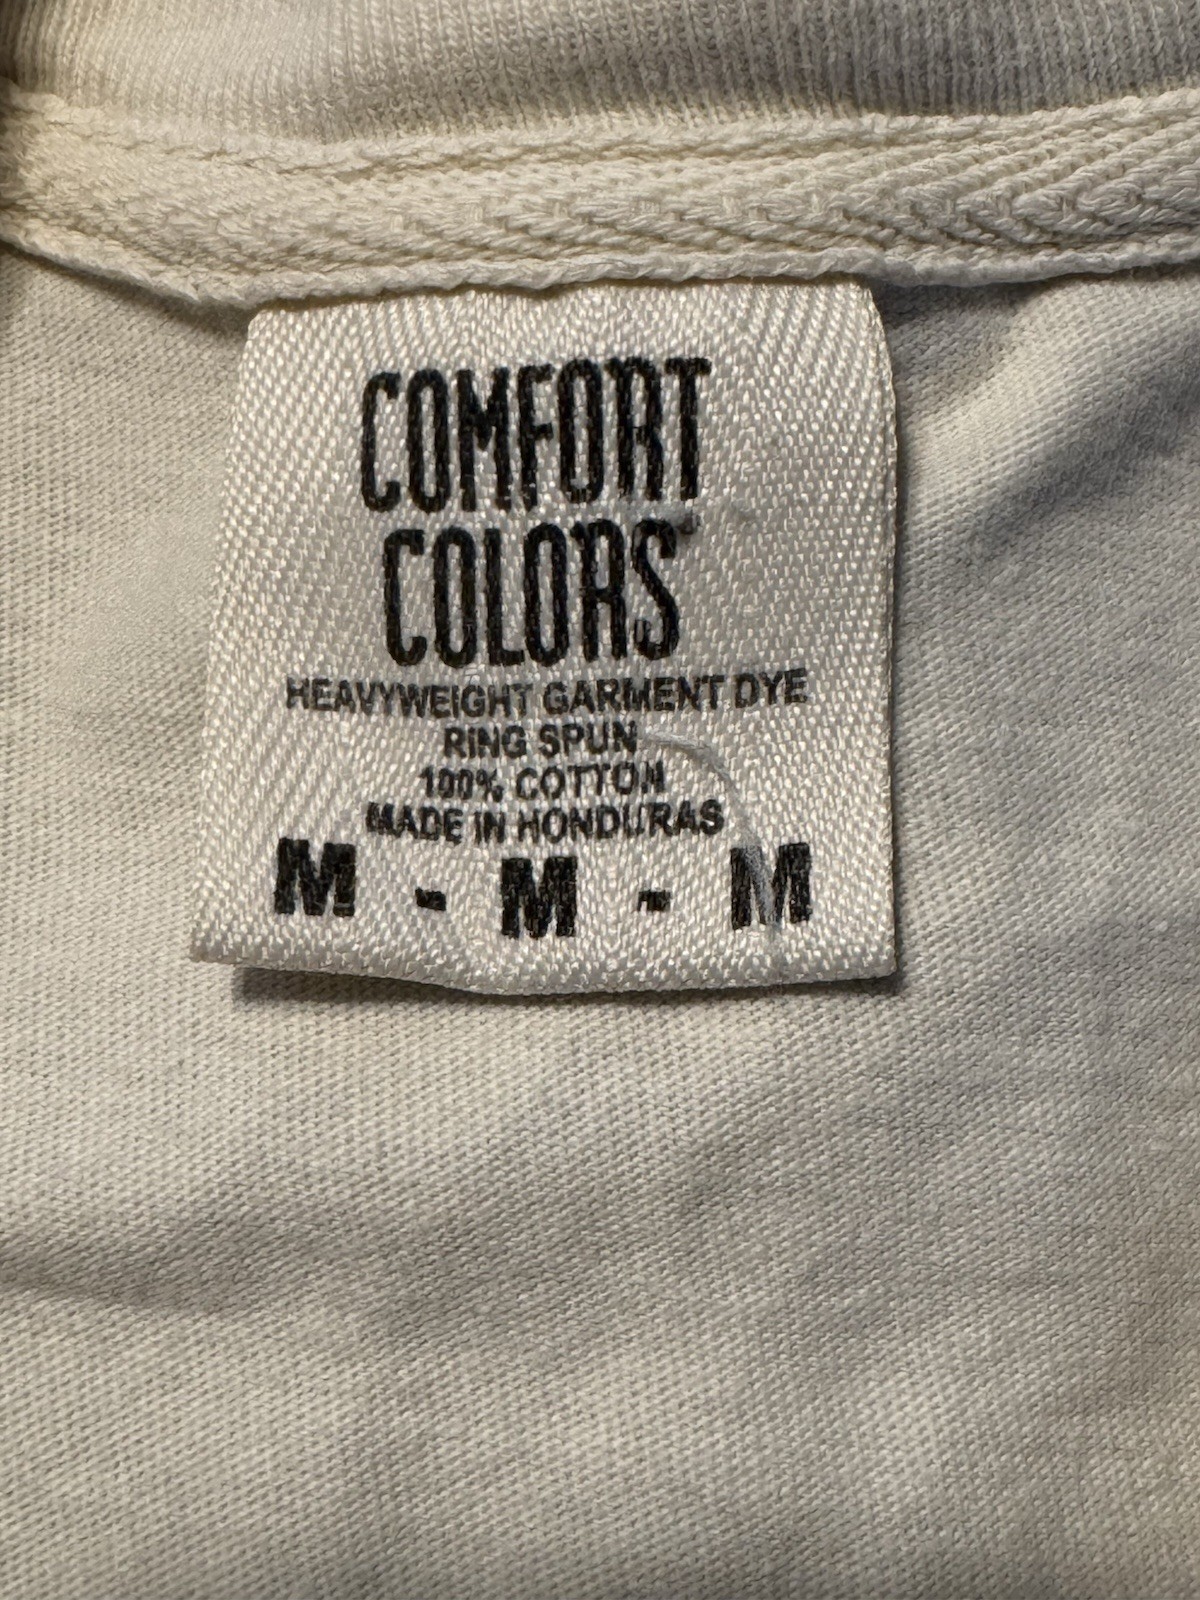 COMFORT
COLORS
HEAVYWEIGHT GARMENT DYE
RING SPUN
100% COTTON
MADE IN HONDURAS
M - M - M